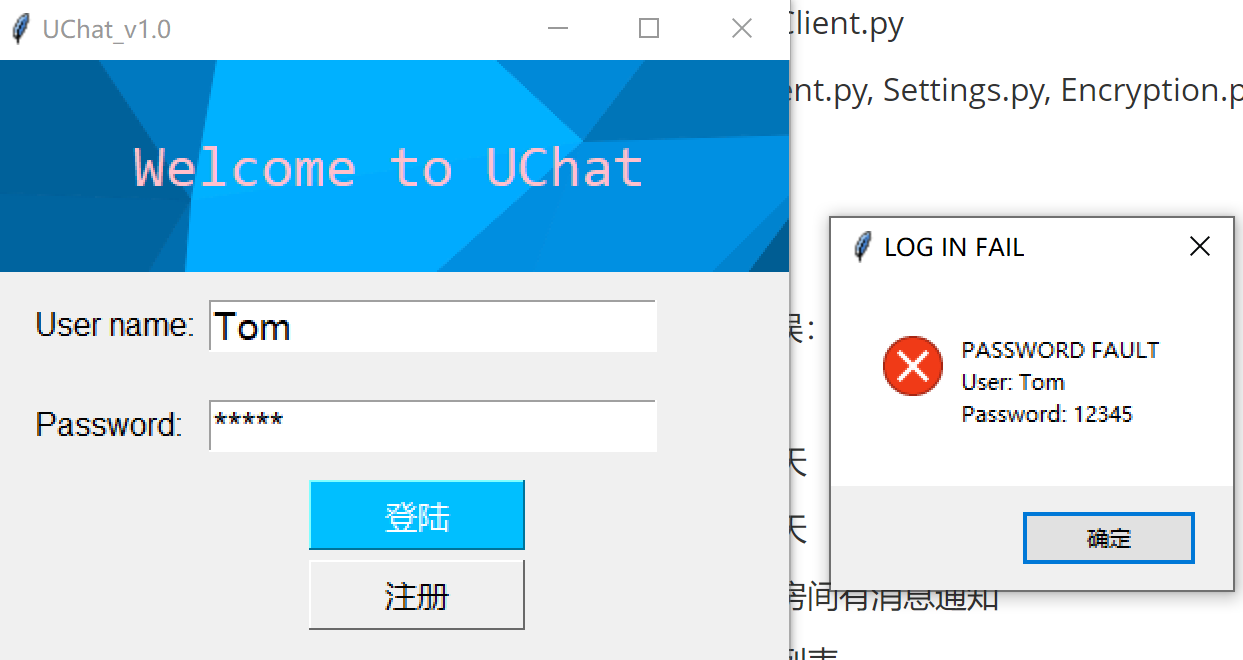 UChat_v1.0
Welcome to UChat
User name: Tom
Password: *****
登陆
注册
Client.py
ent.py, Settings.py, Encryption.p
LOG IN FAIL
PASSWORD FAULT
User: Tom
Password: 12345
确定
天
天
房间有消息通知